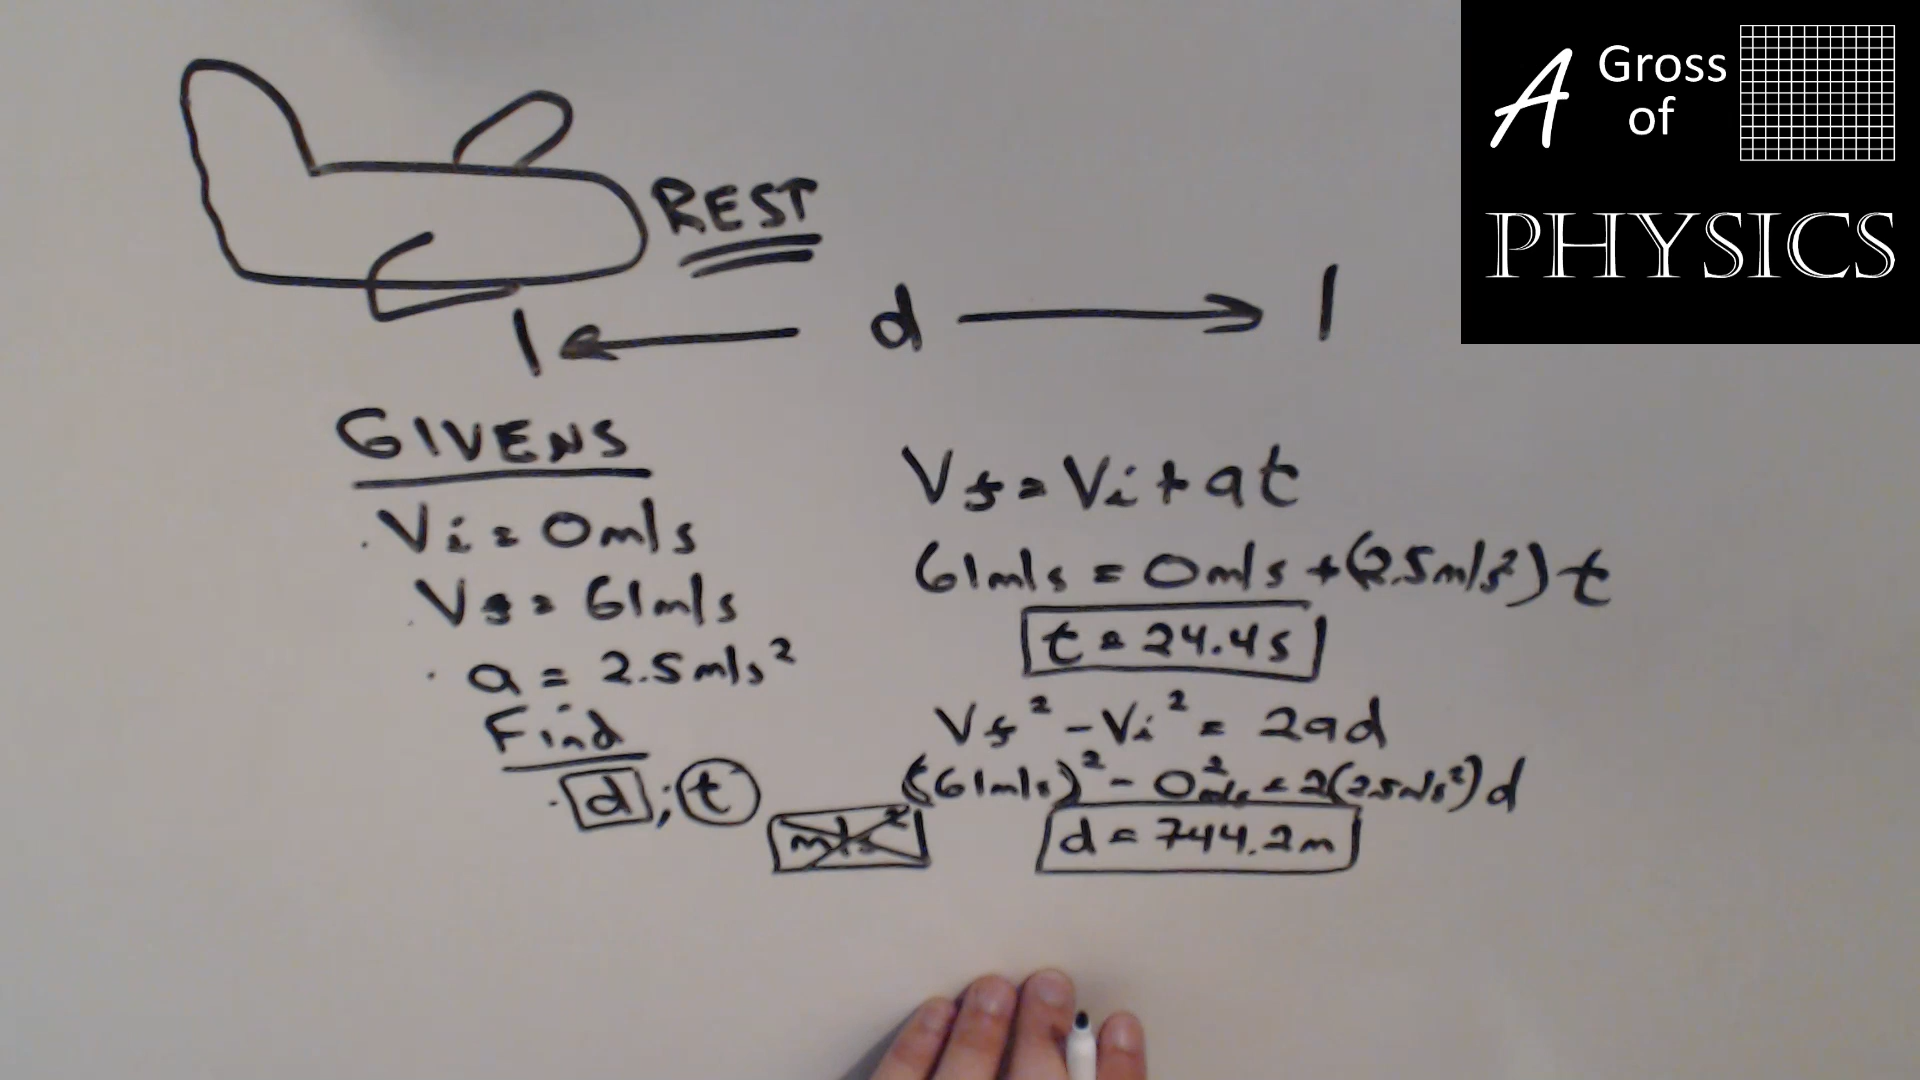 A Gross
of
PHYSICS
REST
d
GIVENS
Vi = 0m/s
Vf = 61m/s
a = 2.5m/s²
Find
d ; t
m/s²
Vf = Vi + at
61m/s = 0m/s + (2.5m/s²) t
t = 24.4s
Vf² - Vi² = 2ad
(61m/s)² - 0²m/s = 2(2.5m/s²) d
d = 744.2m